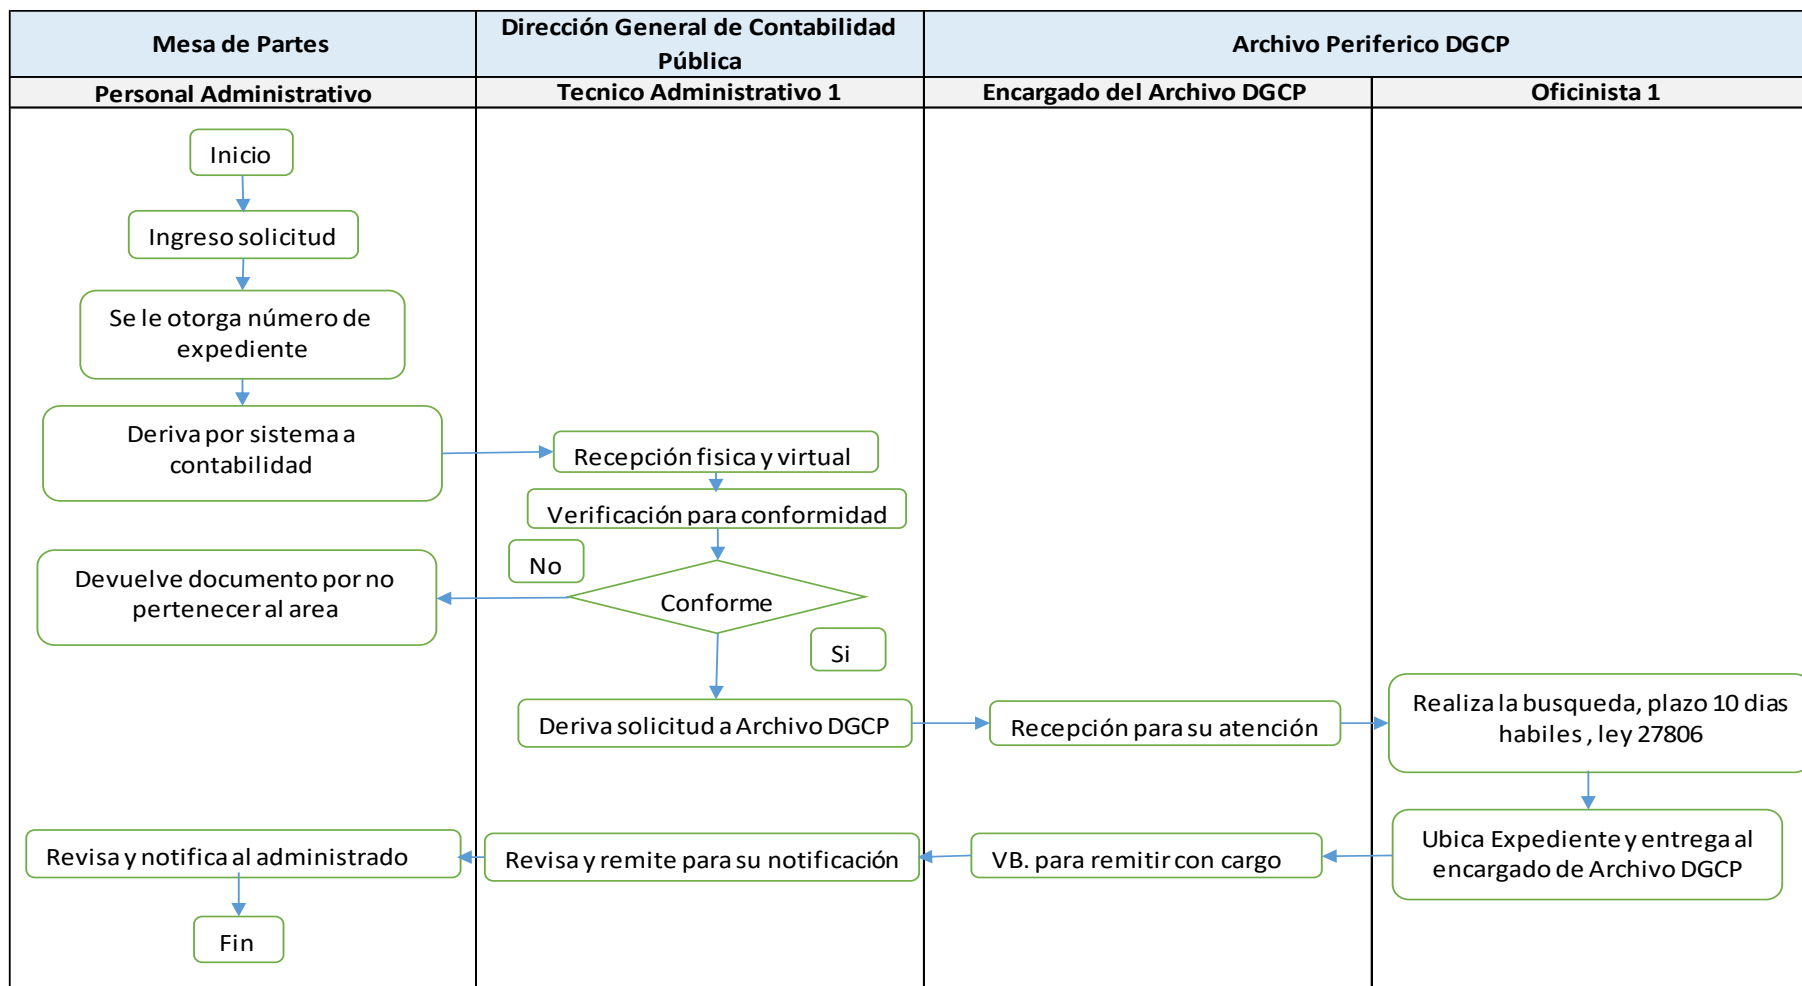 Mesa de Partes
Dirección General de Contabilidad
Pública
Archivo Periferico DGCP
Personal Administrativo
Tecnico Administrativo 1
Encargado del Archivo DGCP
Oficinista 1
Inicio
Ingreso solicitud
Se le otorga número de
expediente
Deriva por sistema a
contabilidad
Recepción fisica y virtual
Verificación para conformidad
No
Devuelve documento por no
pertenecer al area
Conforme
Si
Deriva solicitud a Archivo DGCP
Recepción para su atención
Realiza la busqueda, plazo 10 dias
habiles , ley 27806
Ubica Expediente y entrega al
encargado de Archivo DGCP
VB. para remitir con cargo
Revisa y remite para su notificación
Revisa y notifica al administrado
Fin